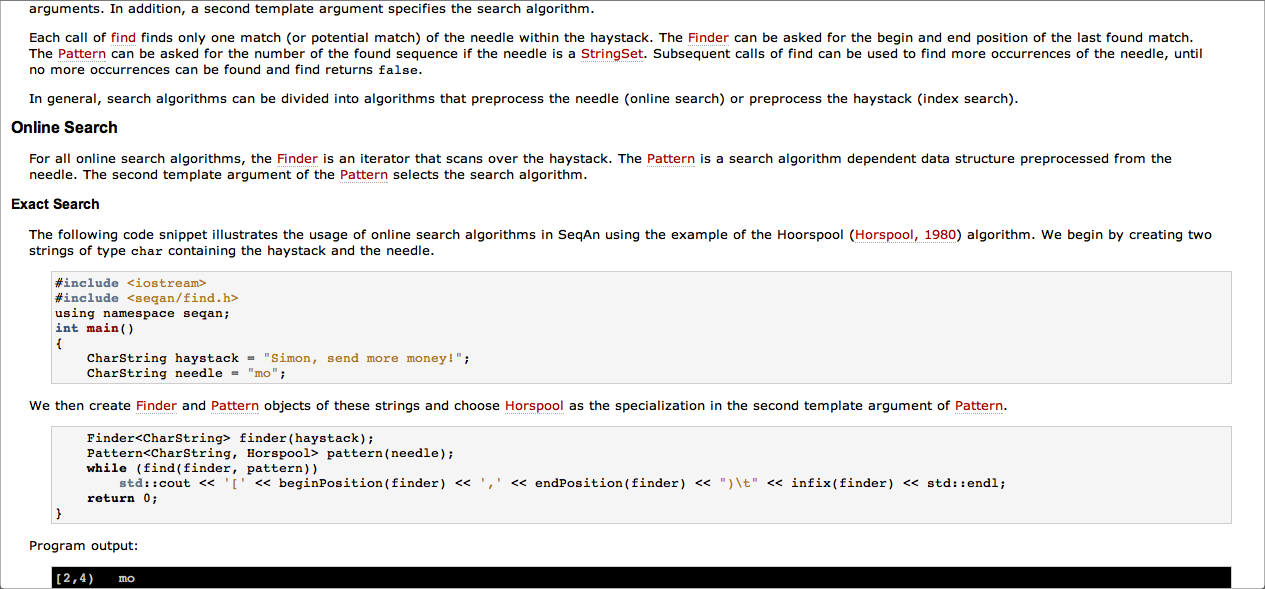 arguments. In addition, a second template argument specifies the search algorithm.
Each call of find finds only one match (or potential match) of the needle within the haystack. The Finder can be asked for the begin and end position of the last found match.
The Pattern can be asked for the number of the found sequence if the needle is a StringSet. Subsequent calls of find can be used to find more occurrences of the needle, until
no more occurrences can be found and find returns false.
In general, search algorithms can be divided into algorithms that preprocess the needle (online search) or preprocess the haystack (index search).
Online Search
For all online search algorithms, the Finder is an iterator that scans over the haystack. The Pattern is a search algorithm dependent data structure preprocessed from the
needle. The second template argument of the Pattern selects the search algorithm.
Exact Search
The following code snippet illustrates the usage of online search algorithms in SeqAn using the example of the Hoorspool (Horspool, 1980) algorithm. We begin by creating two
strings of type char containing the haystack and the needle.
#include <iostream>
#include <seqan/find.h>
using namespace seqan;
int main()
{
    CharString haystack = "Simon, send more money!";
    CharString needle = "mo";
We then create Finder and Pattern objects of these strings and choose Horspool as the specialization in the second template argument of Pattern.
    Finder<CharString> finder(haystack);
    Pattern<CharString, Horspool> pattern(needle);
    while (find(finder, pattern))
        std::cout << '[' << beginPosition(finder) << ',' << endPosition(finder) << ")\t" << infix(finder) << std::endl;
    return 0;
}
Program output:
[2,4)   mo